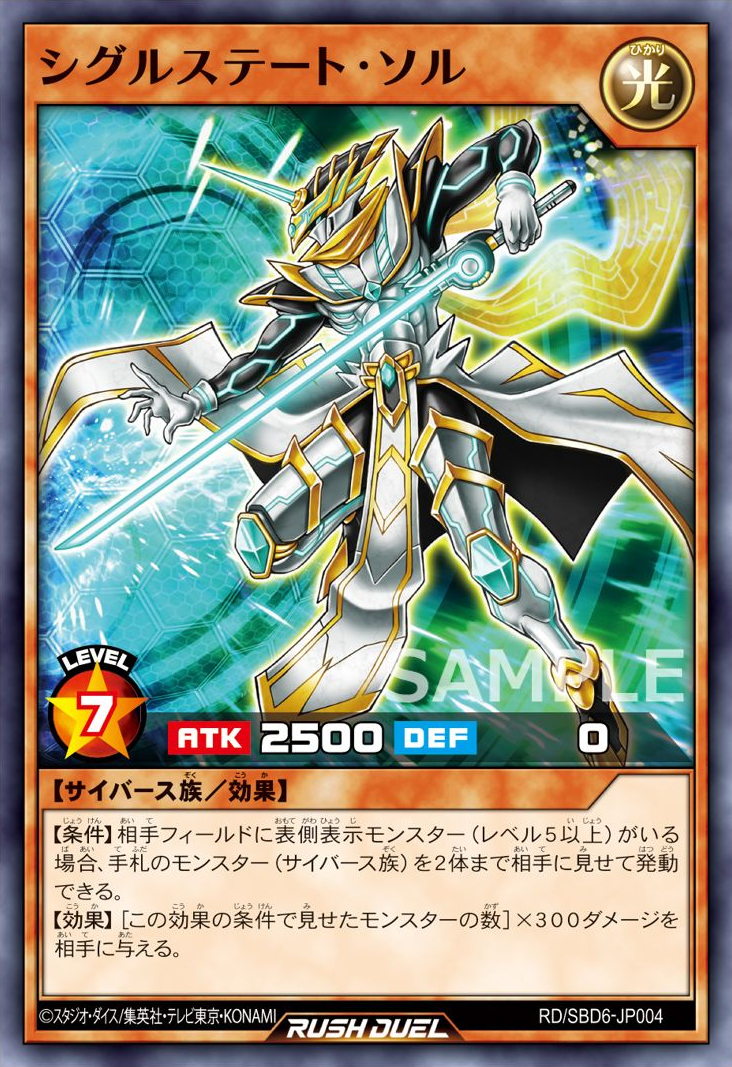 シグルステート・ソル
ひかり
光
SAMPLE
LEVEL
7
ATK 2500 DEF 0
【サイバース族／効果】
【条件】相手フィールドに表側表示モンスター(レベル5以上)がいる
場合、手札のモンスター(サイバース族)を2体まで相手に見せて発動
できる。
【効果】[この効果の条件で見せたモンスターの数]×300ダメージを
相手に与える。
©スタジオ・ダイス/集英社・テレビ東京・KONAMI
RUSH DUEL
RD/SBD6-JP004